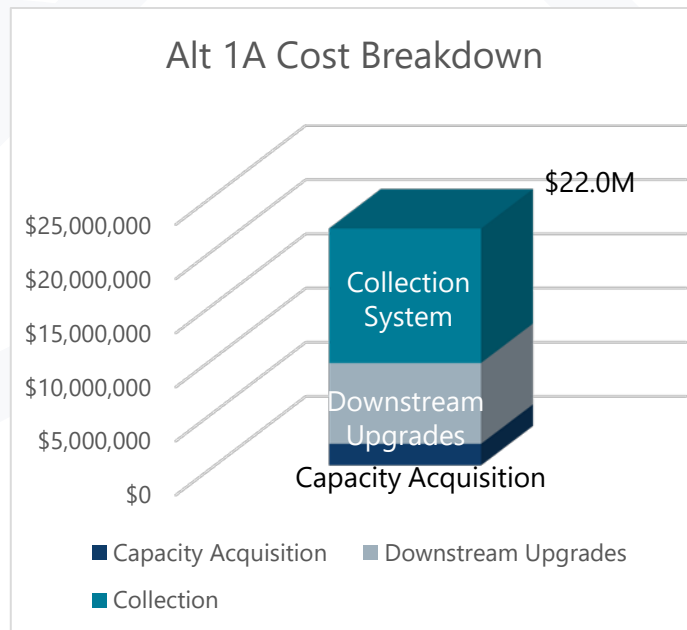 Alt 1A Cost Breakdown
$22.0M
$25,000,000
$20,000,000
$15,000,000
$10,000,000
$5,000,000
$0
Collection
System
Downstream
Upgrades
Capacity Acquisition
Capacity Acquisition
Downstream Upgrades
Collection